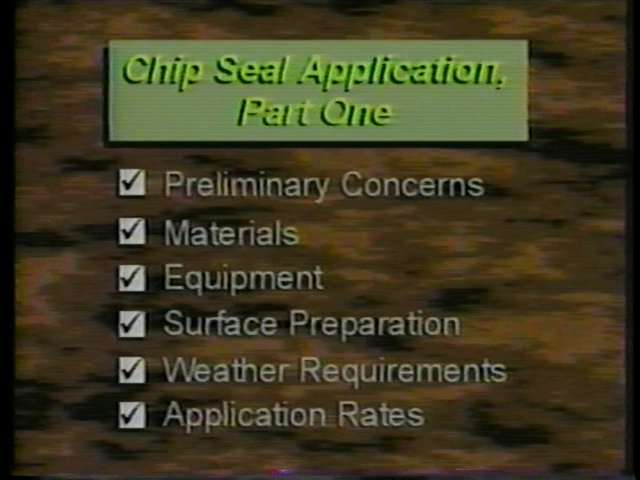 Chip Seal Application,
Part One
Preliminary Concerns
Materials
Equipment
Surface Preparation
Weather Requirements
Application Rates